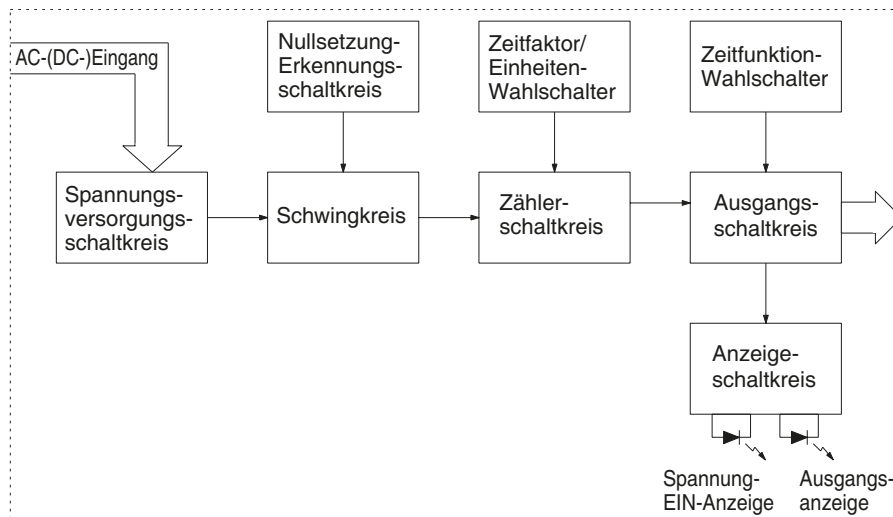 AC-(DC-)Eingang
Nullsetzung-
Erkennungs-
schaltkreis
Zeitfaktor/
Einheiten-
Wahlschalter
Zeitfunktion-
Wahlschalter
Spannungs-
versorgungs-
schaltkreis
Schwingkreis
Zähler-
schaltkreis
Ausgangs-
schaltkreis
Anzeige-
schaltkreis
Spannung-
EIN-Anzeige
Ausgangs-
anzeige